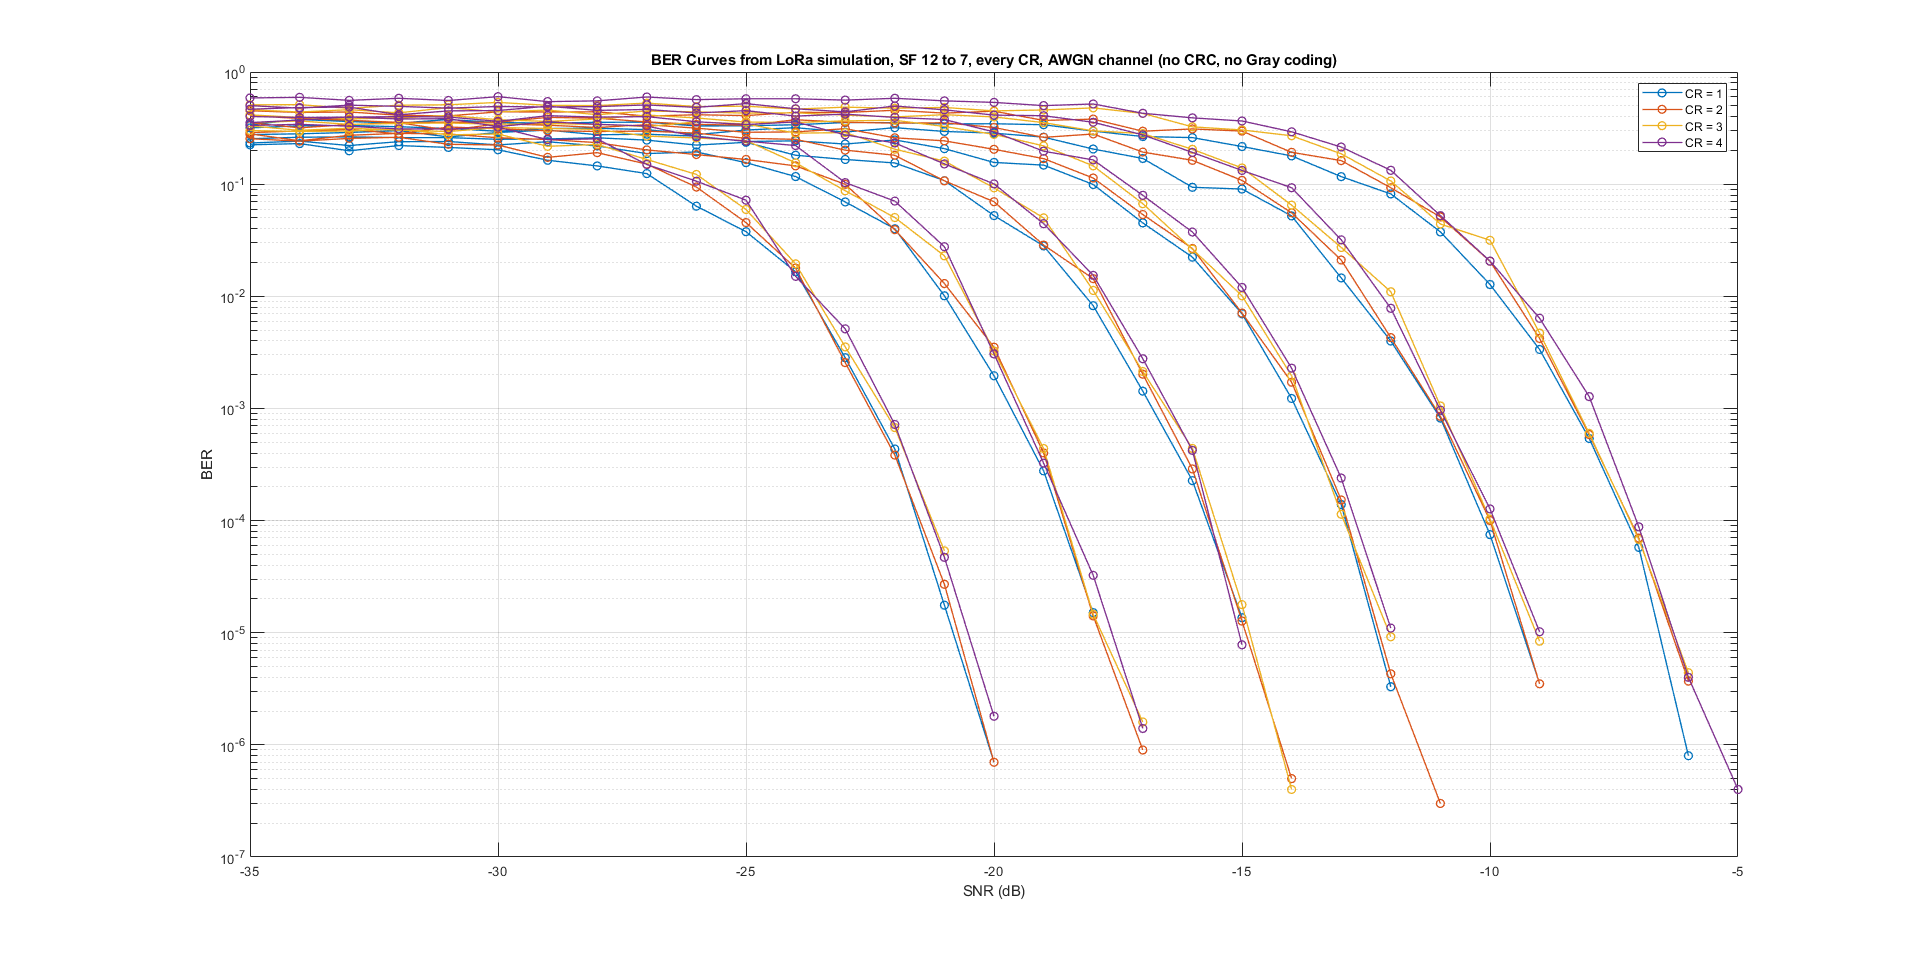 BER Curves from LoRa simulation, SF 12 to 7, every CR, AWGN channel (no CRC, no Gray coding)
CR = 1
CR = 2
CR = 3
CR = 4
10^0
10^-1
10^-2
10^-3
10^-4
10^-5
10^-6
10^-7
BER
-35 -30 -25 -20 -15 -10 -5
SNR (dB)